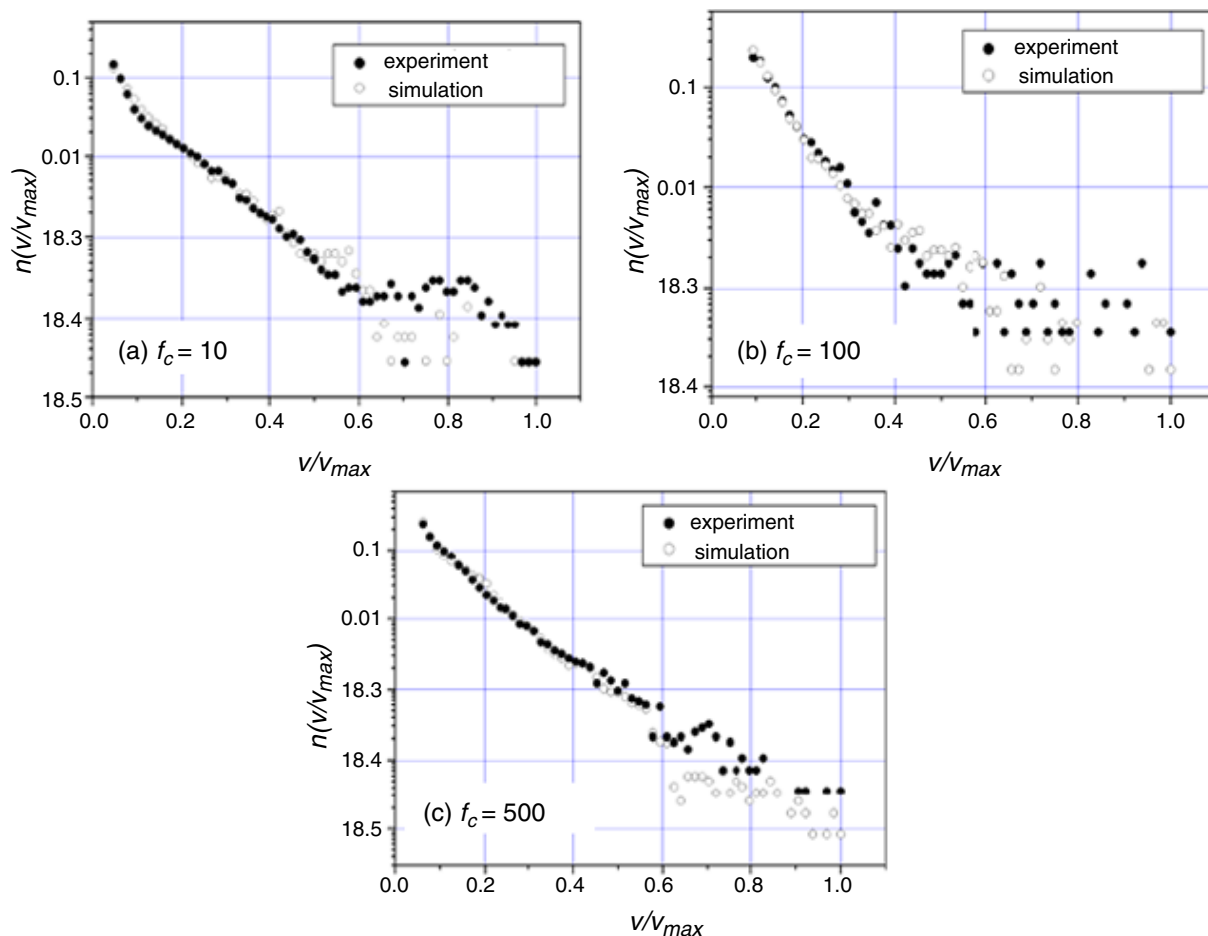 experiment
simulation
0.1
0.01
18.3
18.4
18.5
n(v/vmax)
(a) fc = 10
0.0 0.2 0.4 0.6 0.8 1.0
v/vmax
experiment
simulation
0.1
0.01
18.3
18.4
n(v/vmax)
(b) fc = 100
0.0 0.2 0.4 0.6 0.8 1.0
v/vmax
experiment
simulation
0.1
0.01
18.3
18.4
18.5
n(v/vmax)
(c) fc = 500
0.0 0.2 0.4 0.6 0.8 1.0
v/vmax